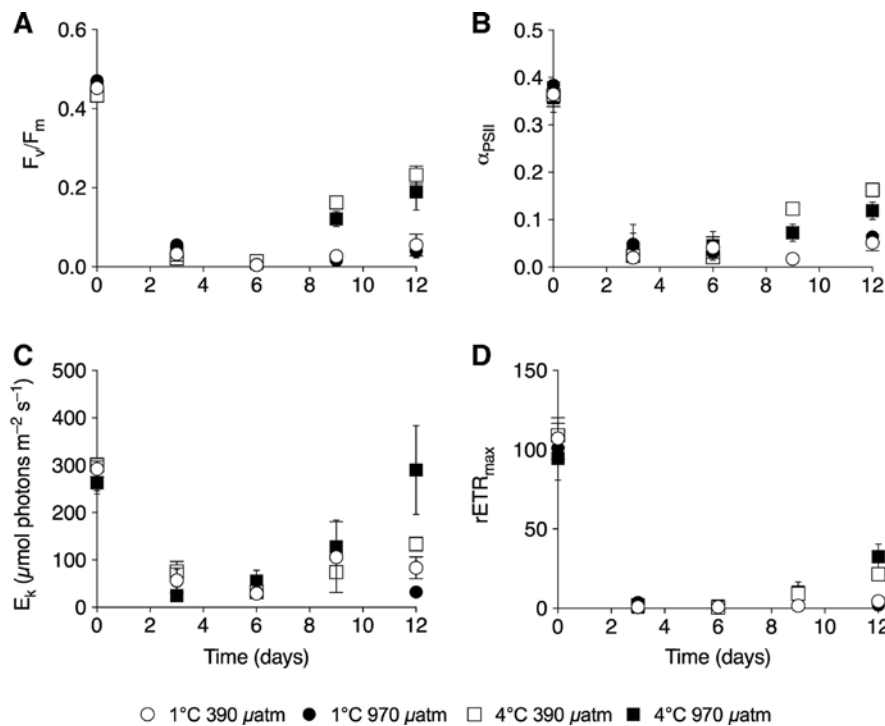 A
B
0.6
0.4
0.2
0.0
Fv/Fm
0 2 4 6 8 10 12
0.5
0.4
0.3
0.2
0.1
0.0
αPSII
0 2 4 6 8 10 12
C
D
500
400
300
200
100
0
Ek (µmol photons m−2 s−1)
0 2 4 6 8 10 12
Time (days)
150
100
50
0
rETRmax
0 2 4 6 8 10 12
Time (days)
1°C 390 µatm 1°C 970 µatm 4°C 390 µatm 4°C 970 µatm